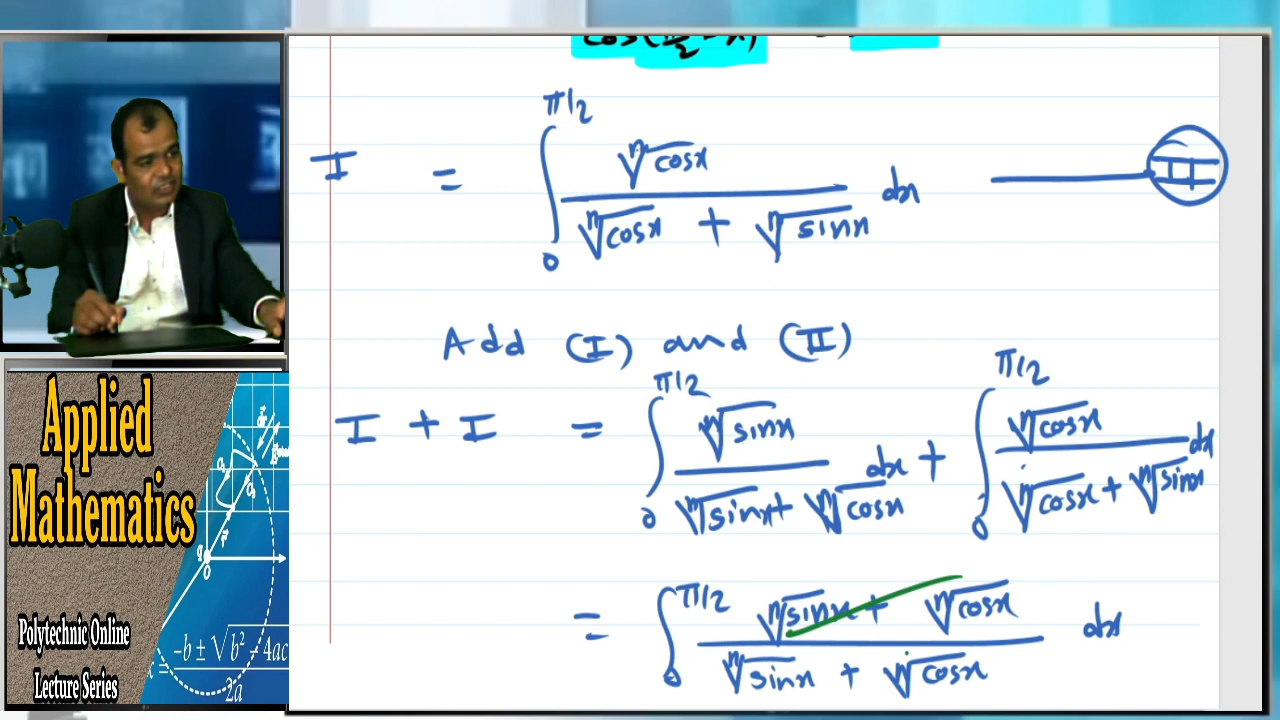 cos(π/2 - x) =
I = ∫₀^{π/2} ⁿ√cosx / (ⁿ√cosx + ⁿ√sinx) dx —— (II)
Add (I) and (II)
I + I = ∫₀^{π/2} ⁿ√sinx / (ⁿ√sinx + ⁿ√cosx) dx + ∫₀^{π/2} ⁿ√cosx / (ⁿ√cosx + ⁿ√sinx) dx
= ∫₀^{π/2} (ⁿ√sinx + ⁿ√cosx) / (ⁿ√sinx + ⁿ√cosx) dx
Applied
Mathematics
Polytechnic Online
Lecture Series
x = (-b ± √(b² - 4ac)) / 2a